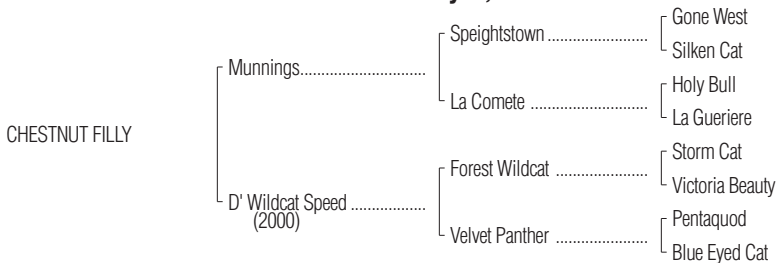 Gone West
Speightstown ........................
Silken Cat
Munnings.............................
Holy Bull
La Comete ............................
La Gueriere
CHESTNUT FILLY
Storm Cat
Forest Wildcat ......................
Victoria Beauty
D' Wildcat Speed ..................
(2000)
Pentaquod
Velvet Panther ......................
Blue Eyed Cat